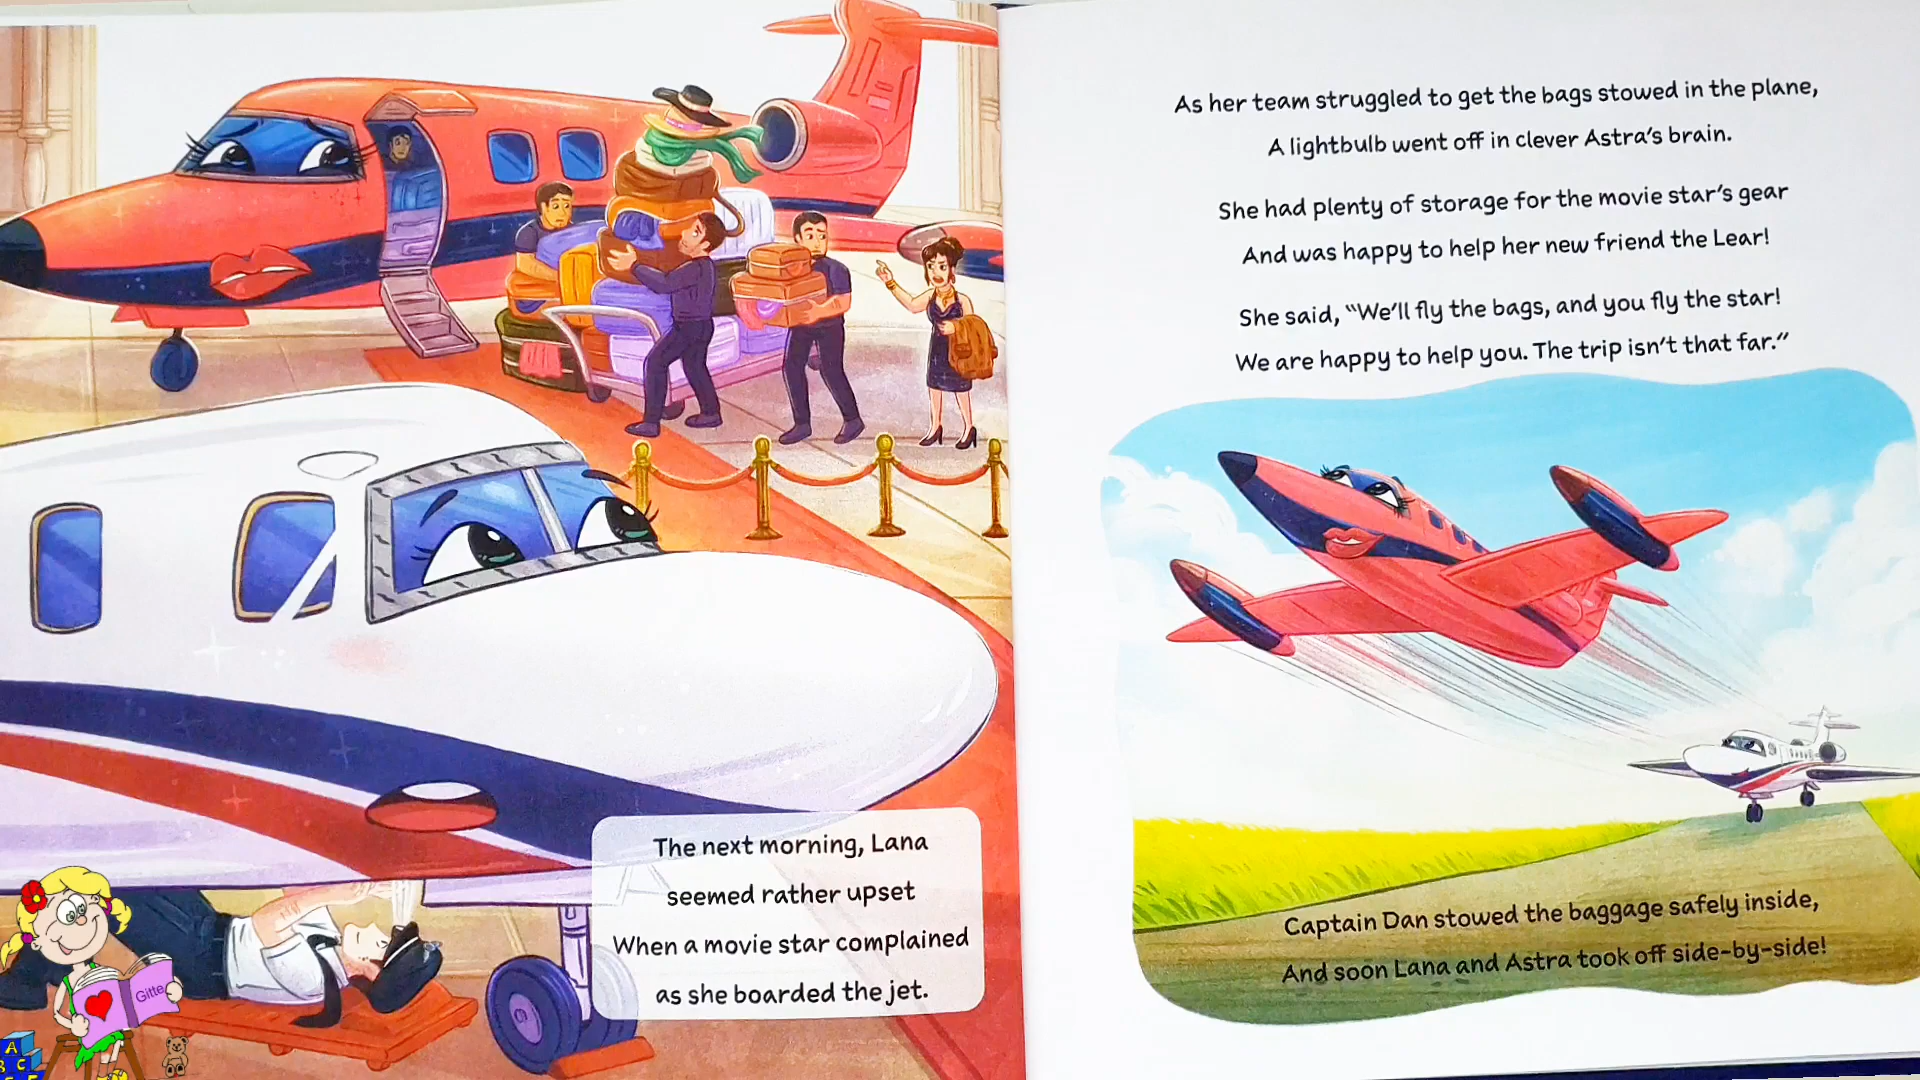 The next morning, Lana
seemed rather upset
When a movie star complained
as she boarded the jet.
As her team struggled to get the bags stowed in the plane,
A lightbulb went off in clever Astra's brain.
She had plenty of storage for the movie star's gear
And was happy to help her new friend the Lear!
She said, “We'll fly the bags, and you fly the star!
We are happy to help you. The trip isn't that far.”
Captain Dan stowed the baggage safely inside,
And soon Lana and Astra took off side-by-side!
Gitte
A
B C